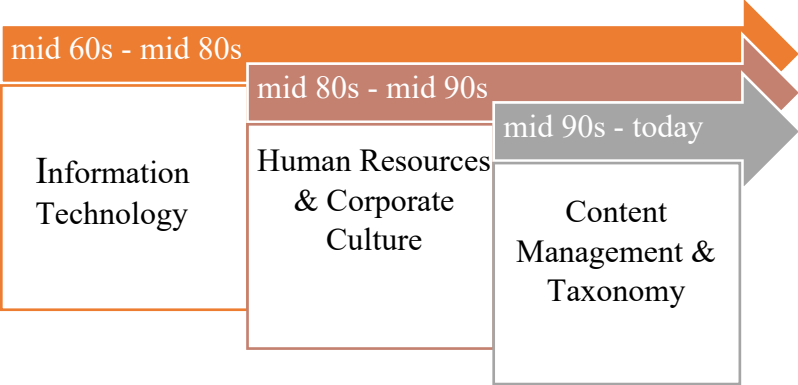 mid 60s - mid 80s
Information
Technology
mid 80s - mid 90s
Human Resources
& Corporate
Culture
mid 90s - today
Content
Management &
Taxonomy